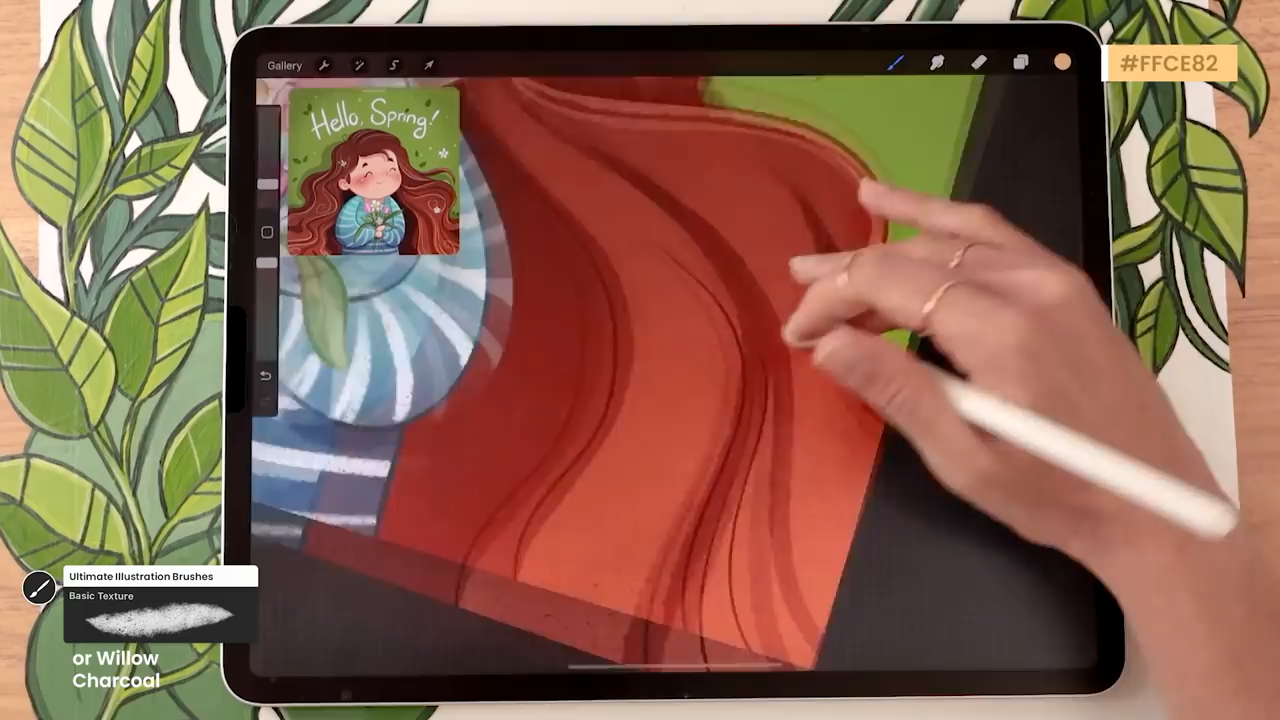 Gallery
#FFCE82
Hello, Spring!
Ultimate Illustration Brushes
Basic Texture
or Willow
Charcoal